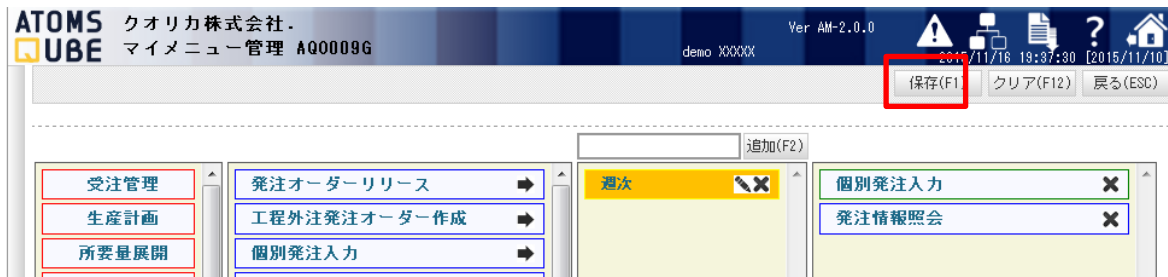 ATOMS QUBE
クオリカ株式会社.
マイメニュー管理 AQ0009G
Ver AM-2.0.0
demo XXXXX
2015/11/16 19:37:30 [2015/11/10]
保存(F1) クリア(F12) 戻る(ESC)
追加(F2)
受注管理
生産計画
所要量展開
発注オーダーリリース
工程外注発注オーダー作成
個別発注入力
週次
個別発注入力
発注情報照会